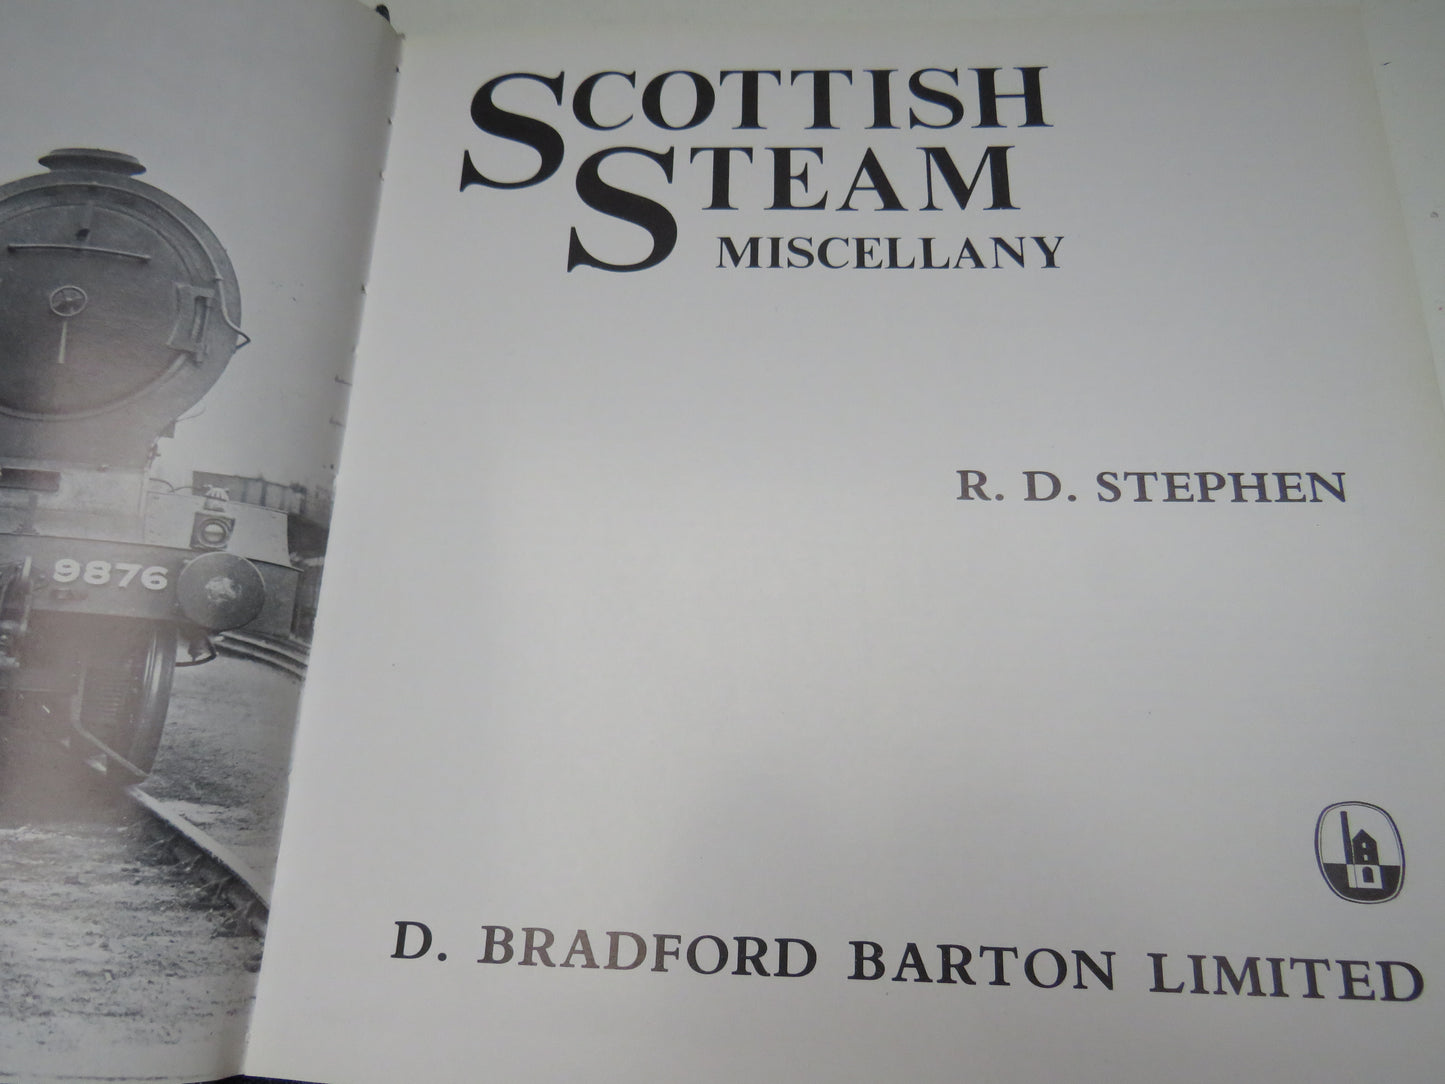 SCOTTISH
STEAM
MISCELLANY
R. D. STEPHEN
D. BRADFORD BARTON LIMITED
9876